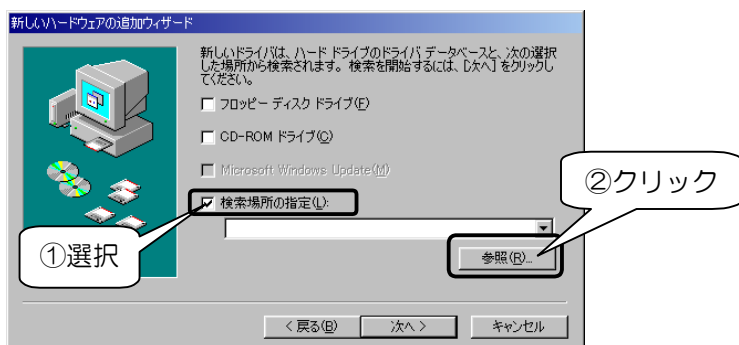 新しいハードウェアの追加ウィザード
新しいドライバは、ハード ドライブのドライバ データベースと、次の選択
した場所から検索されます。検索を開始するには、[次へ] をクリックし
てください。
フロッピー ディスク ドライブ(F)
CD-ROM ドライブ(C)
Microsoft Windows Update(M)
検索場所の指定(L):
①選択
②クリック
参照(R)...
< 戻る(B)
次へ >
キャンセル